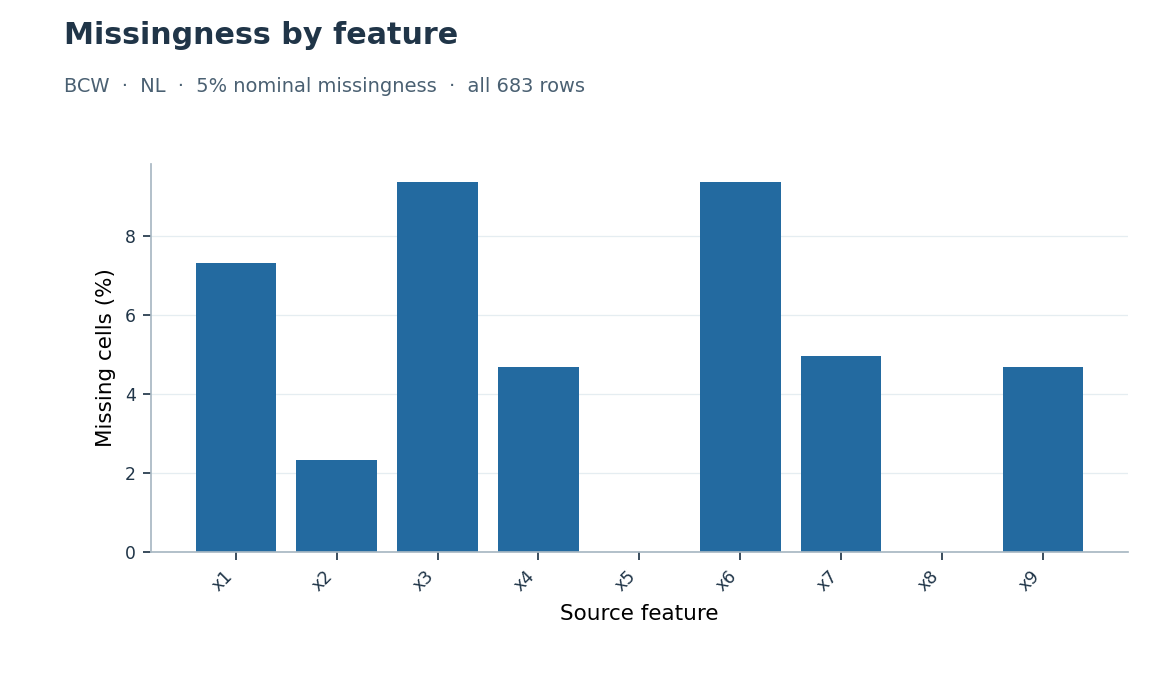 Missingness by feature
BCW · NL · 5% nominal missingness · all 683 rows
Missing cells (%)
8
6
4
2
0
x1 x2 x3 x4 x5 x6 x7 x8 x9
Source feature